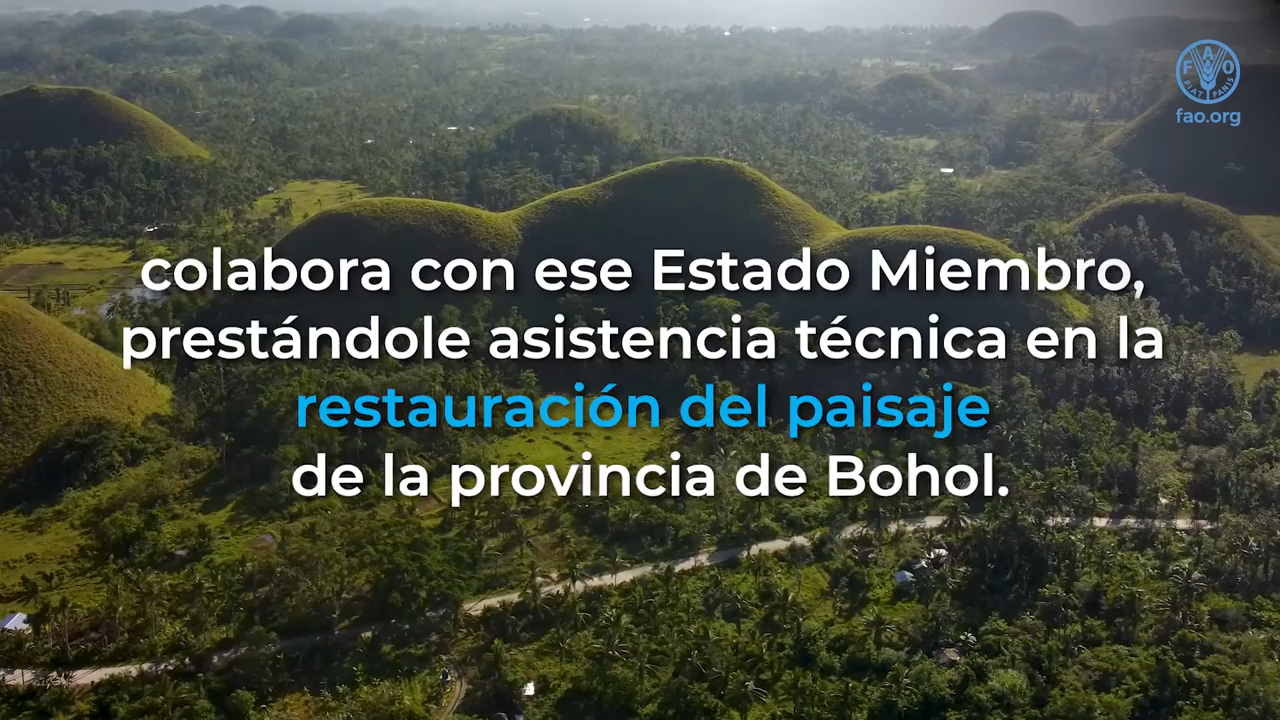 FAO
FIAT PANIS
fao.org
colabora con ese Estado Miembro,
prestándole asistencia técnica en la
restauración del paisaje
de la provincia de Bohol.